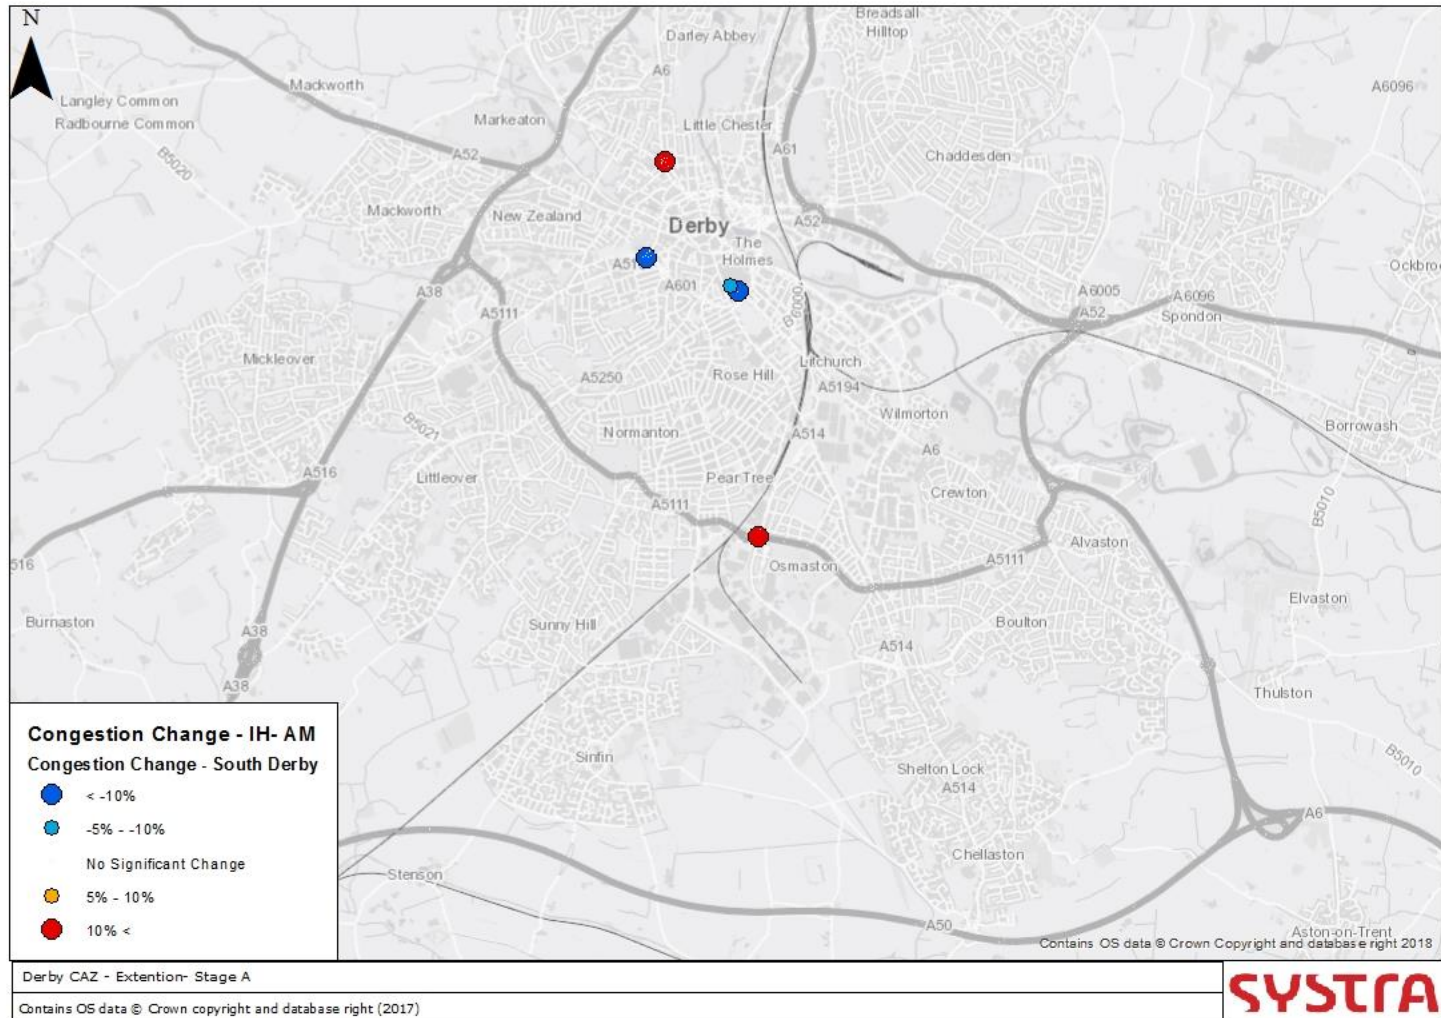 N
Breadsall
Hilltop
Darley Abbey
A6
Mackworth
A6096
Langley Common
Radbourne Common
Markeaton
Little Chester
A61
B5020
A52
Chaddesden
Mackworth
New Zealand
Derby
A52
The
Holmes
A601
A38
A5111
A6005
A6096
A52
Spondon
Mickleover
Litchurch
A5250
Rose Hill
A5194
Wilmorton
B5021
Normanton
A514
A6
Borrowash
A516
Littleover
Pear Tree
Crewton
A5111
B5010
Alvaston
A5111
516
Osmaston
Elvaston
Burnaston
Sunny Hill
Boulton
A38
A514
A38
Thulston
B5010
Sinfin
Shelton Lock
A514
A6
Chellaston
Stenson
A50
Aston-on-Trent
Contains OS data © Crown Copyright and database right 2018
Congestion Change - IH- AM
Congestion Change - South Derby
< -10%
-5% - -10%
No Significant Change
5% - 10%
10% <
Derby CAZ - Extention- Stage A
Contains OS data © Crown copyright and database right (2017)
SYSTRA